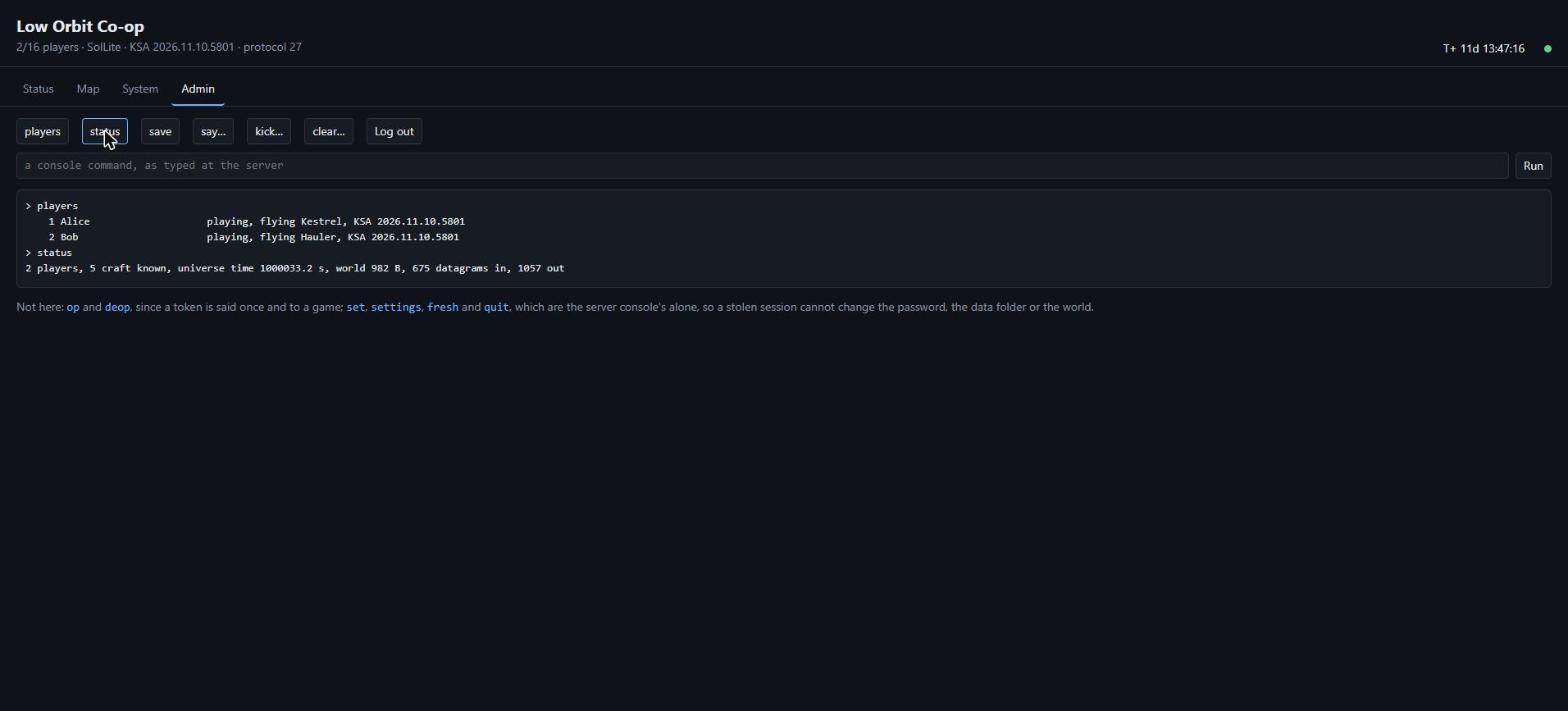 Low Orbit Co-op
2/16 players · SolLite · KSA 2026.11.10.5801 · protocol 27
T+ 11d 13:47:16
Status Map System Admin
players status save say... kick... clear... Log out
a console command, as typed at the server
Run
> players
1 Alice playing, flying Kestrel, KSA 2026.11.10.5801
2 Bob playing, flying Hauler, KSA 2026.11.10.5801
> status
2 players, 5 craft known, universe time 1000033.2 s, world 982 B, 675 datagrams in, 1057 out
Not here: op and deop, since a token is said once and to a game; set, settings, fresh and quit, which are the server console's alone, so a stolen session cannot change the password, the data folder or the world.